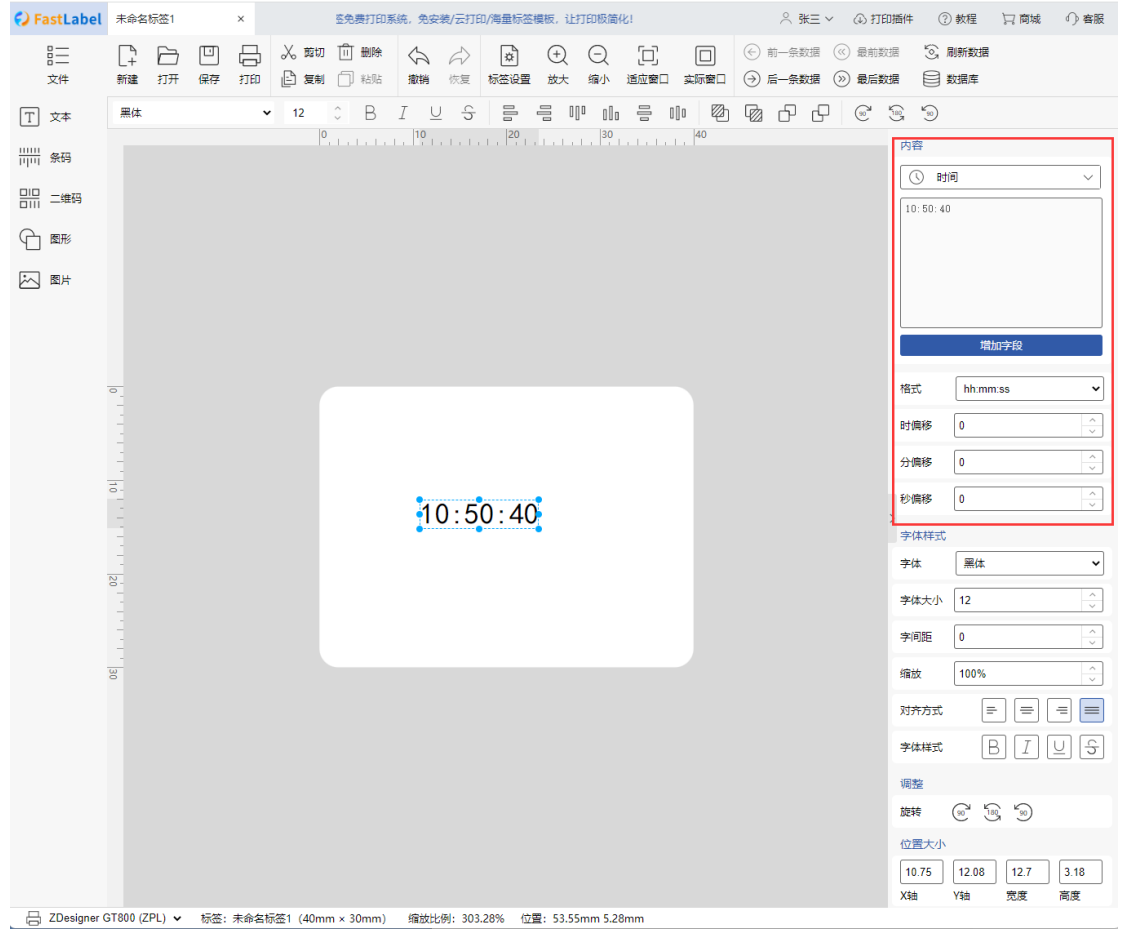 FastLabel 未命名标签1 × 签免费打印系统，免安装/云打印/海量标签模板，让打印极简化！ 张三 打印插件 教程 商城 客服
文件 新建 打开 保存 打印 剪切 删除 撤销 恢复 标签设置 放大 缩小 适应窗口 实际窗口 前一条数据 最前数据 刷新数据
复制 粘贴 后一条数据 最后数据 数据库
黑体 12 B I U S 90 180 90
文本
条码
二维码
图形
图片
0 10 20 30 40
0
10
20
30
10:50:40
内容
时间
10:50:40
增加字段
格式 hh:mm:ss
时偏移 0
分偏移 0
秒偏移 0
字体样式
字体 黑体
字体大小 12
字间距 0
缩放 100%
对齐方式
字体样式 B I U S
调整
旋转 90 180 90
位置大小
10.75 12.08 12.7 3.18
X轴 Y轴 宽度 高度
ZDesigner GT800 (ZPL) 标签：未命名标签1（40mm × 30mm） 缩放比例：303.28% 位置：53.55mm 5.28mm